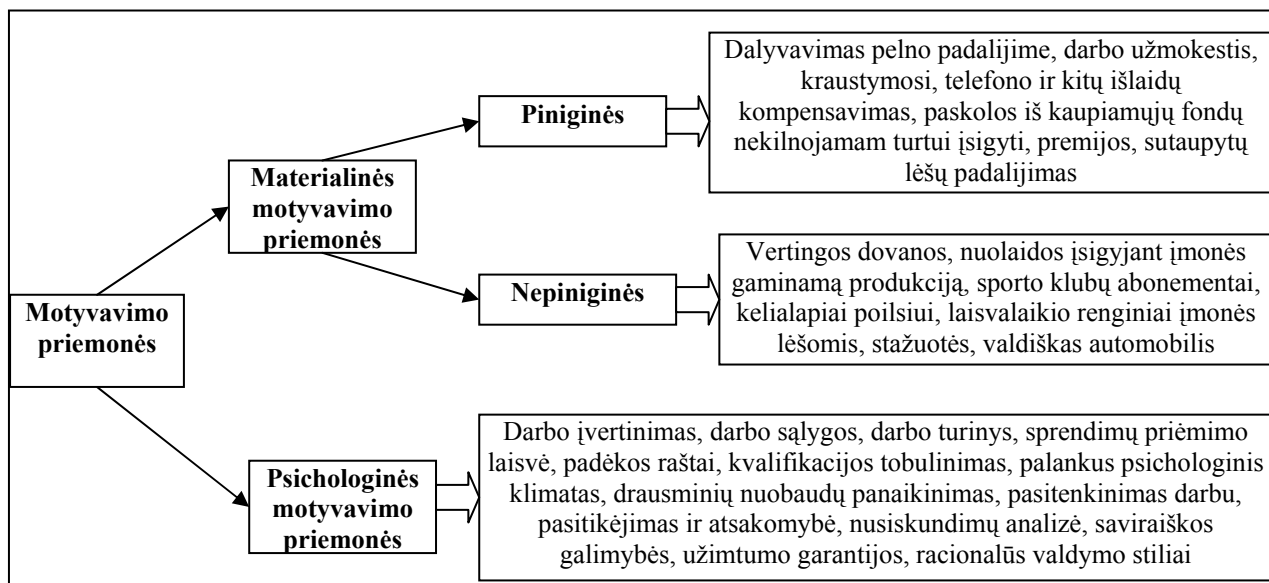 Motyvavimo
priemonės
Materialinės
motyvavimo
priemonės
Piniginės
Dalyvavimas pelno padalijime, darbo užmokestis,
kraustymosi, telefono ir kitų išlaidų
kompensavimas, paskolos iš kaupiamųjų fondų
nekilnojamam turtui įsigyti, premijos, sutaupytų
lėšų padalijimas
Nepiniginės
Vertingos dovanos, nuolaidos įsigyjant įmonės
gaminamą produkciją, sporto klubų abonementai,
kelialapiai poilsiui, laisvalaikio renginiai įmonės
lėšomis, stažuotės, valdiškas automobilis
Psichologinės
motyvavimo
priemonės
Darbo įvertinimas, darbo sąlygos, darbo turinys, sprendimų priėmimo
laisvė, padėkos raštai, kvalifikacijos tobulinimas, palankus psichologinis
klimatas, drausminių nuobaudų panaikinimas, pasitenkinimas darbu,
pasitikėjimas ir atsakomybė, nusiskundimų analizė, saviraiškos
galimybės, užimtumo garantijos, racionalūs valdymo stiliai